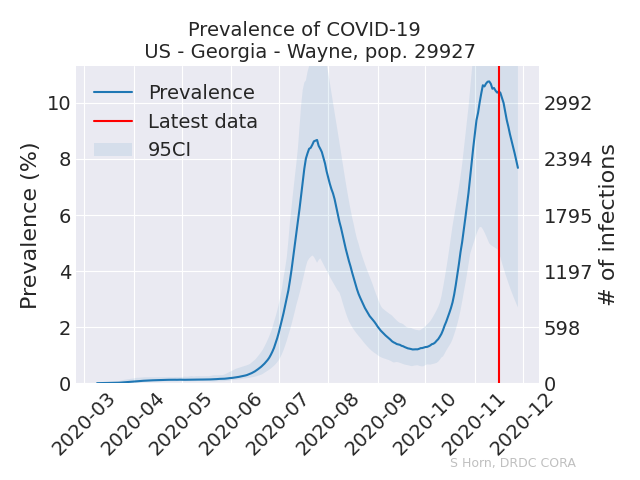 Prevalence of COVID-19
US - Georgia - Wayne, pop. 29927
Prevalence (%)
10
8
6
4
2
0
Prevalence
Latest data
95CI
2992
2394
1795
1197
598
0
# of infections
2020-03
2020-04
2020-05
2020-06
2020-07
2020-08
2020-09
2020-10
2020-11
2020-12
S Horn, DRDC CORA